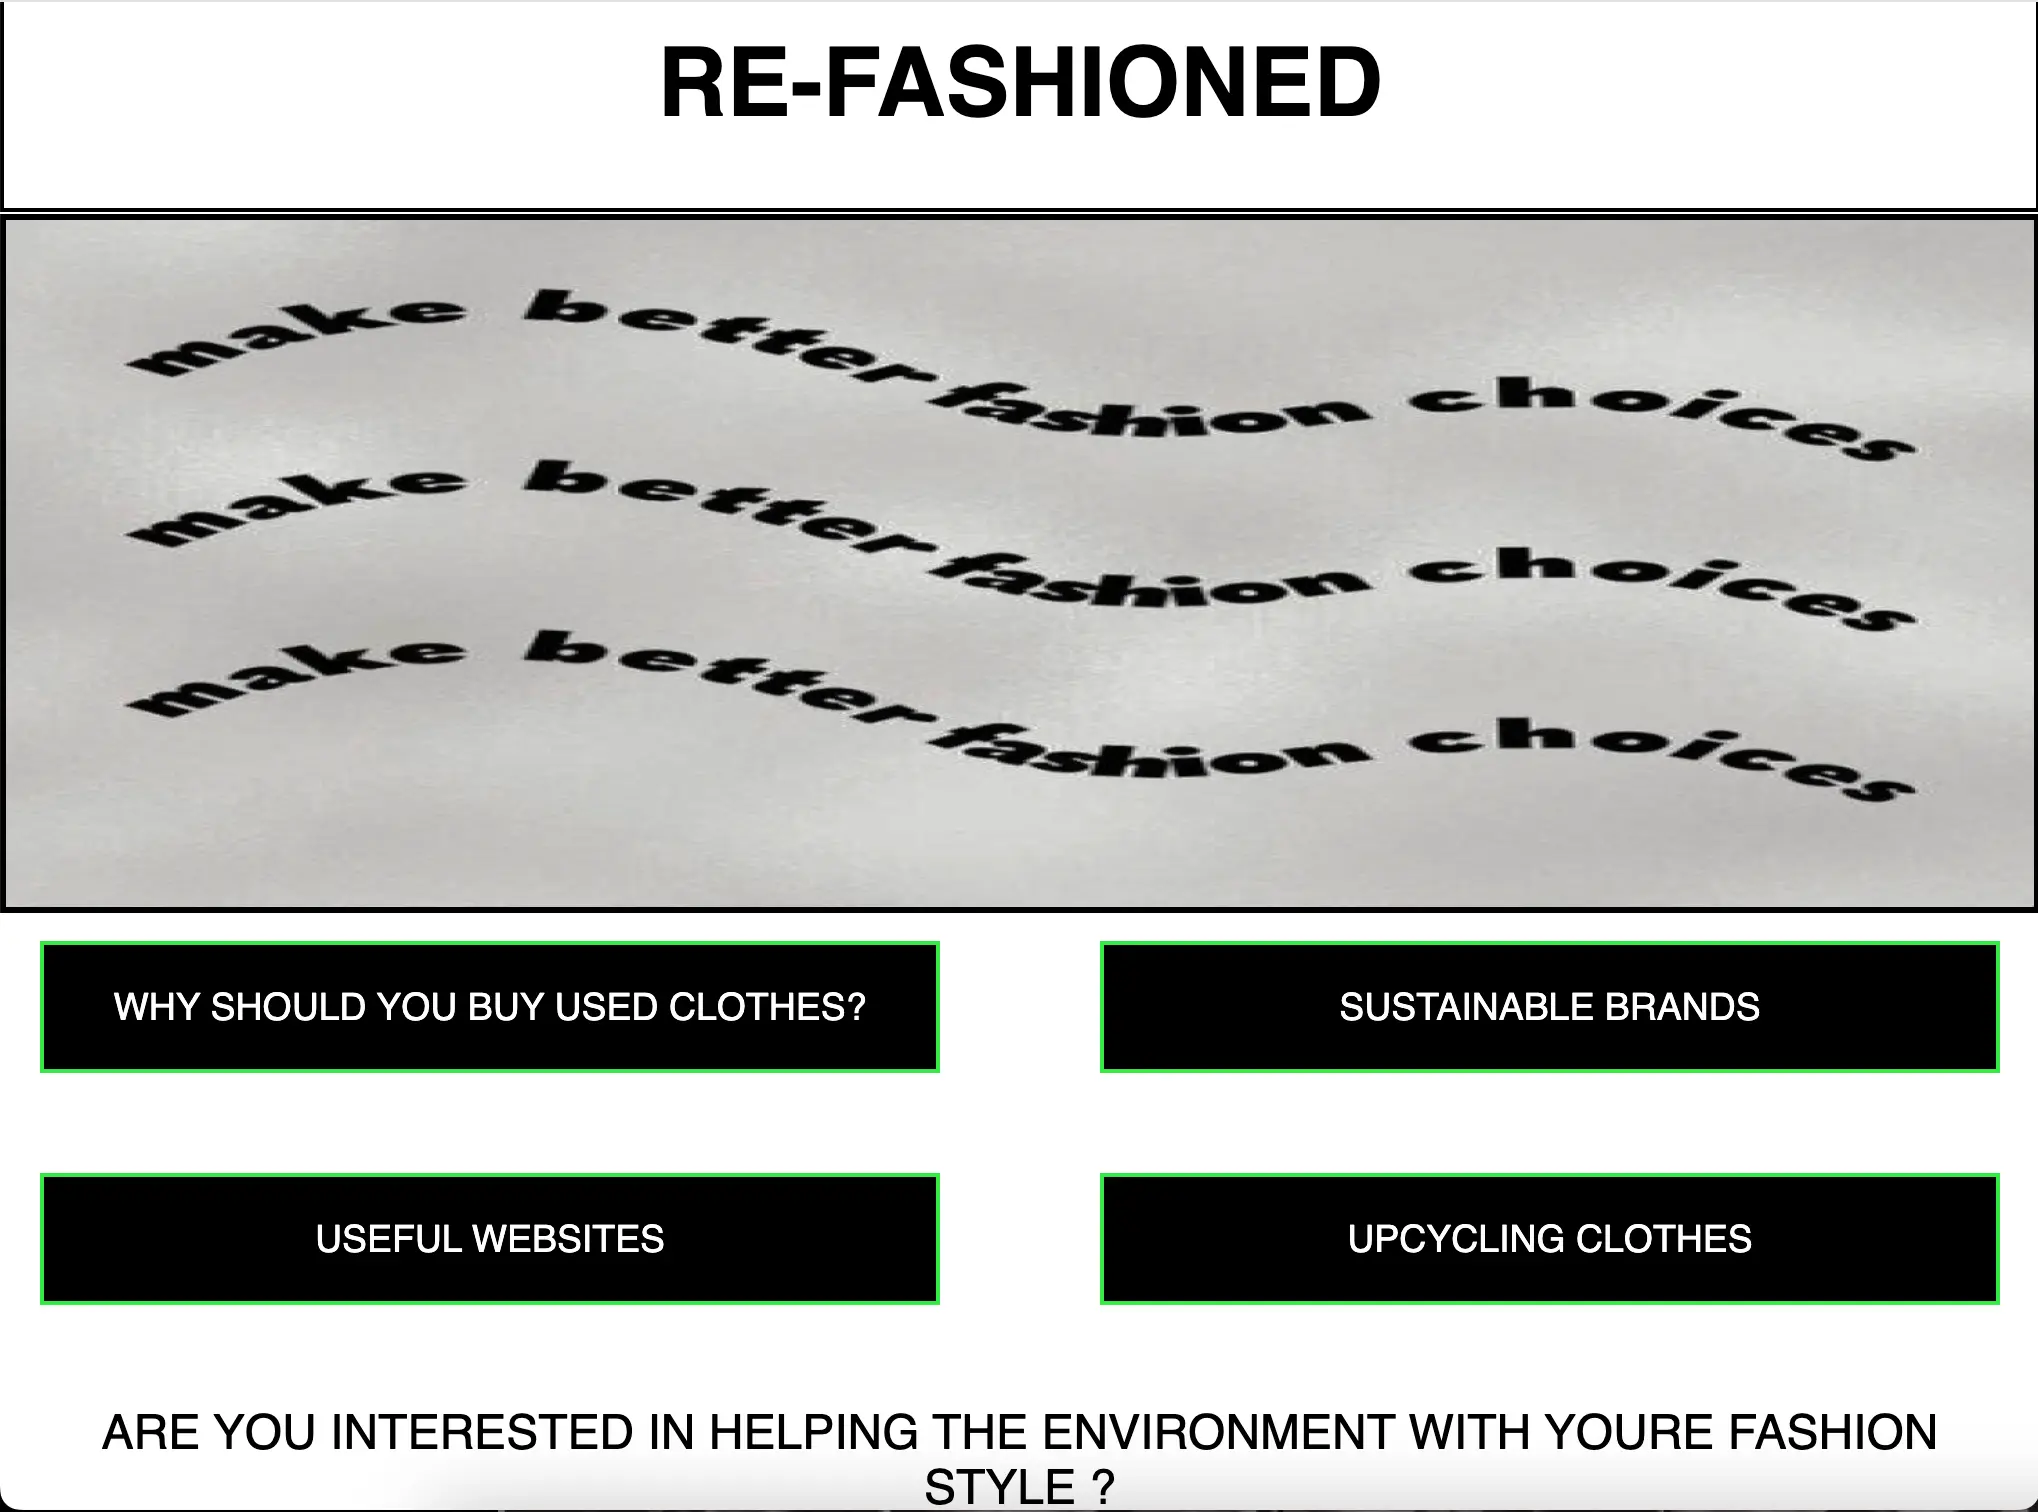 RE-FASHIONED
make better fashion choices
make better fashion choices
make better fashion choices
WHY SHOULD YOU BUY USED CLOTHES?
SUSTAINABLE BRANDS
USEFUL WEBSITES
UPCYCLING CLOTHES
ARE YOU INTERESTED IN HELPING THE ENVIRONMENT WITH YOURE FASHION
STYLE ?